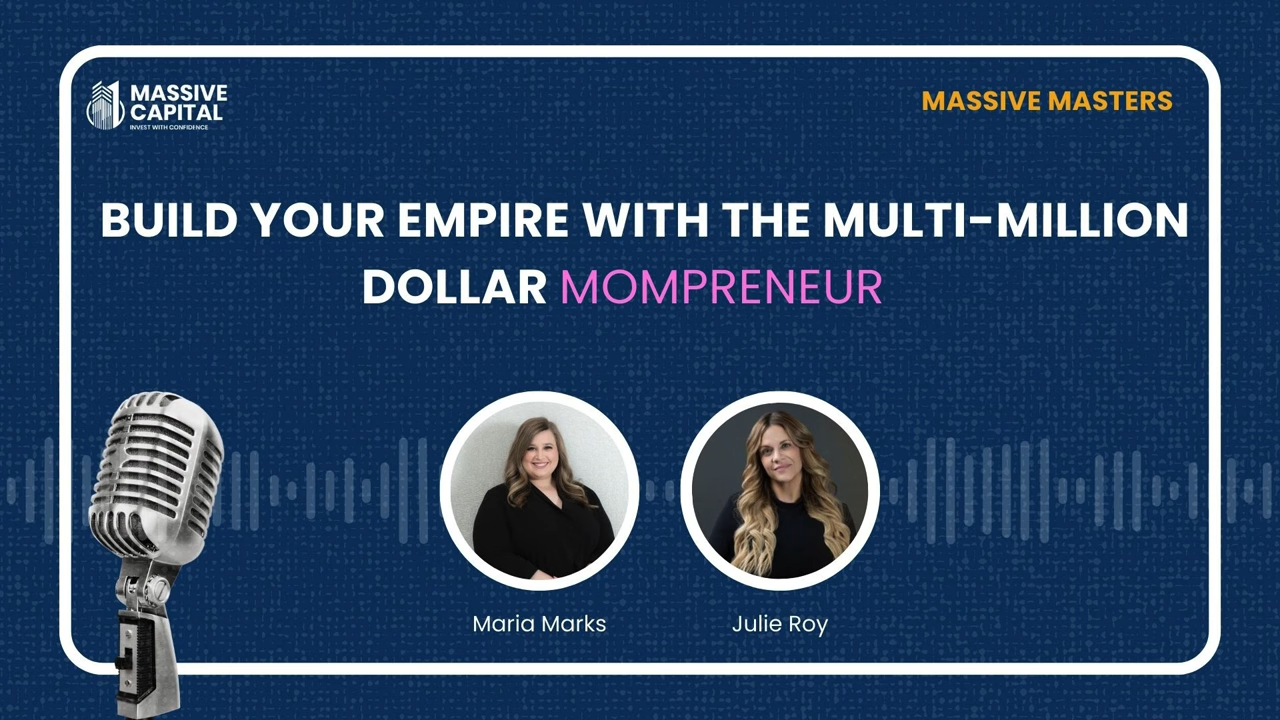 MASSIVE
CAPITAL
INVEST WITH CONFIDENCE
MASSIVE MASTERS
BUILD YOUR EMPIRE WITH THE MULTI-MILLION
DOLLAR MOMPRENEUR
Maria Marks
Julie Roy